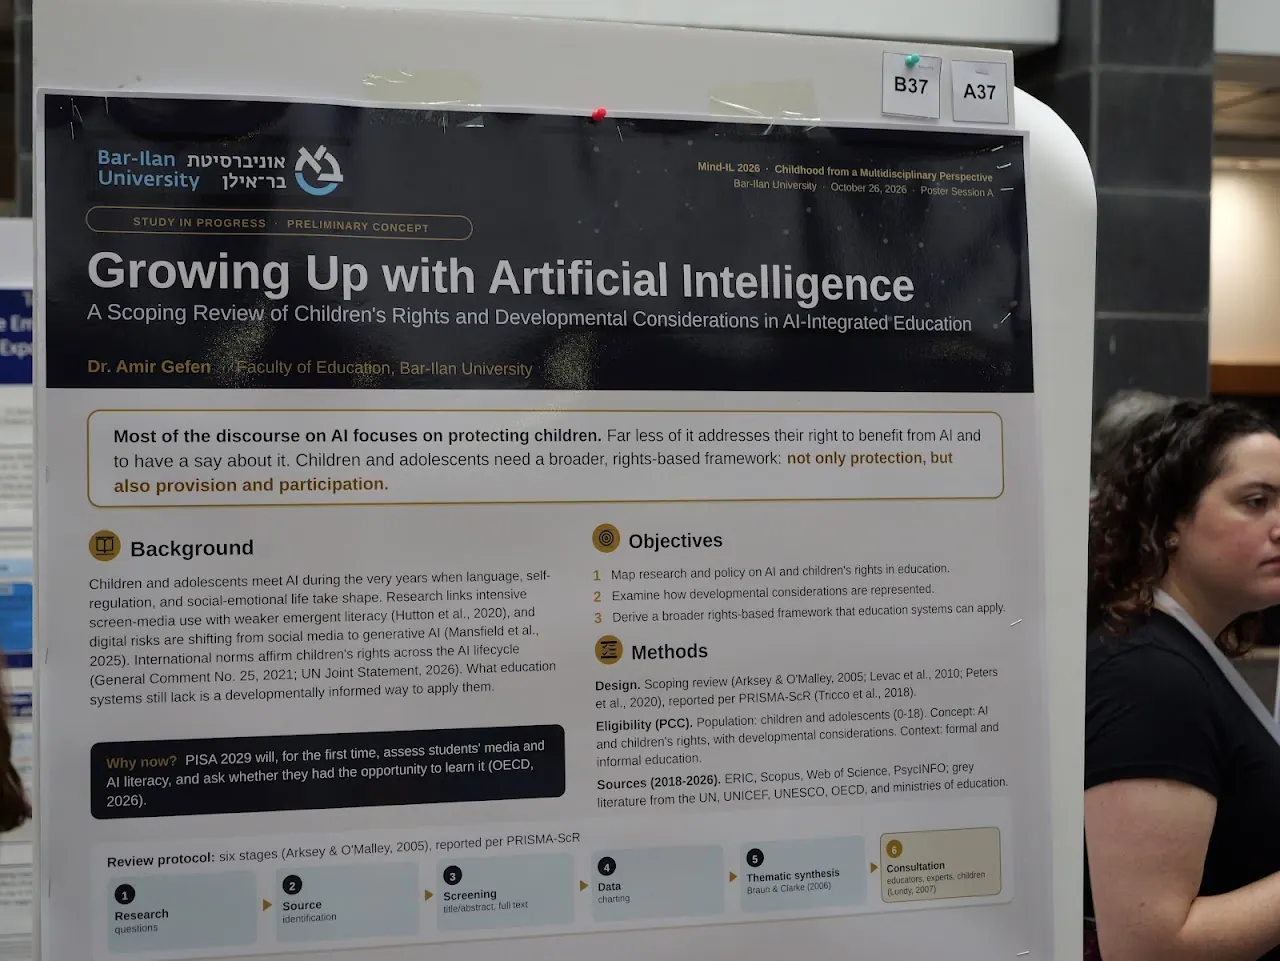 B37
A37
Bar-Ilan
University
אוניברסיטת
בר־אילן
Mind-IL 2026 · Childhood from a Multidisciplinary Perspective
Bar-Ilan University · October 26, 2026 · Poster Session A
STUDY IN PROGRESS · PRELIMINARY CONCEPT
Growing Up with Artificial Intelligence
A Scoping Review of Children's Rights and Developmental Considerations in AI-Integrated Education
Dr. Amir Gefen Faculty of Education, Bar-Ilan University
Most of the discourse on AI focuses on protecting children. Far less of it addresses their right to benefit from AI and
to have a say about it. Children and adolescents need a broader, rights-based framework: not only protection, but
also provision and participation.
Background
Children and adolescents meet AI during the very years when language, self-
regulation, and social-emotional life take shape. Research links intensive
screen-media use with weaker emergent literacy (Hutton et al., 2020), and
digital risks are shifting from social media to generative AI (Mansfield et al.,
2025). International norms affirm children's rights across the AI lifecycle
(General Comment No. 25, 2021; UN Joint Statement, 2026). What education
systems still lack is a developmentally informed way to apply them.
Why now? PISA 2029 will, for the first time, assess students' media and
AI literacy, and ask whether they had the opportunity to learn it (OECD,
2026).
Objectives
1 Map research and policy on AI and children's rights in education.
2 Examine how developmental considerations are represented.
3 Derive a broader rights-based framework that education systems can apply.
Methods
Design. Scoping review (Arksey & O'Malley, 2005; Levac et al., 2010; Peters
et al., 2020), reported per PRISMA-ScR (Tricco et al., 2018).
Eligibility (PCC). Population: children and adolescents (0-18). Concept: AI
and children's rights, with developmental considerations. Context: formal and
informal education.
Sources (2018-2026). ERIC, Scopus, Web of Science, PsycINFO; grey
literature from the UN, UNICEF, UNESCO, OECD, and ministries of education.
Review protocol: six stages (Arksey & O'Malley, 2005), reported per PRISMA-ScR
1
Research
questions
2
Source
identification
3
Screening
title/abstract, full text
4
Data
charting
5
Thematic synthesis
Braun & Clarke (2006)
6
Consultation
educators, experts, children
(Lundy, 2007)